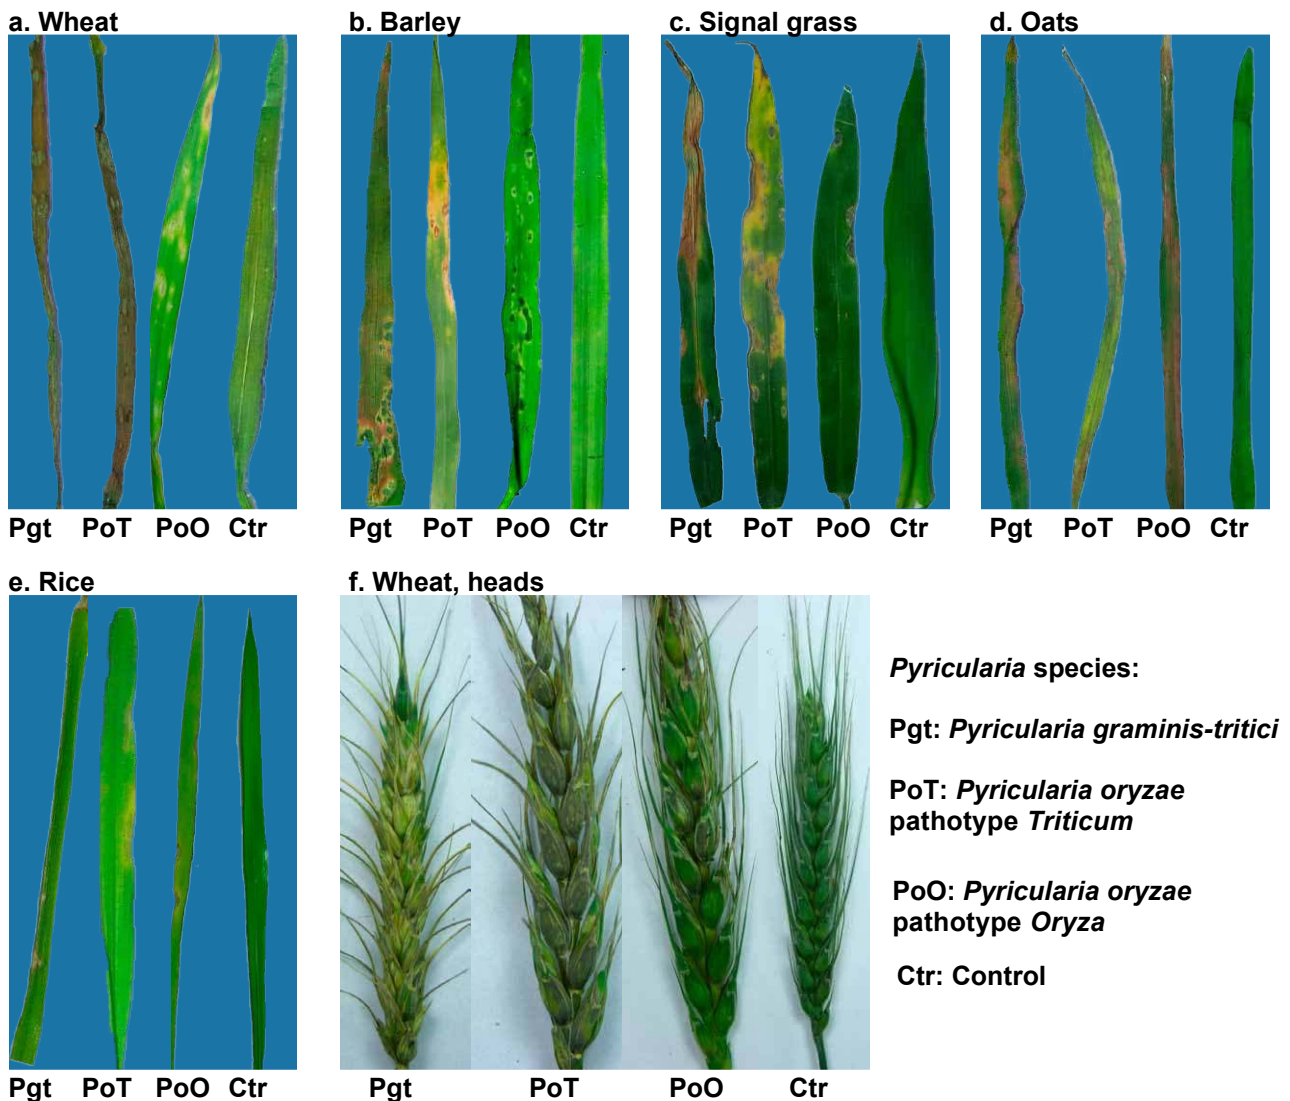 a. Wheat
b. Barley
c. Signal grass
d. Oats
Pgt PoT PoO Ctr
Pgt PoT PoO Ctr
Pgt PoT PoO Ctr
Pgt PoT PoO Ctr
e. Rice
f. Wheat, heads
Pgt PoT PoO Ctr
Pgt PoT PoO Ctr
Pyricularia species:
Pgt: Pyricularia graminis-tritici
PoT: Pyricularia oryzae
pathotype Triticum
PoO: Pyricularia oryzae
pathotype Oryza
Ctr: Control